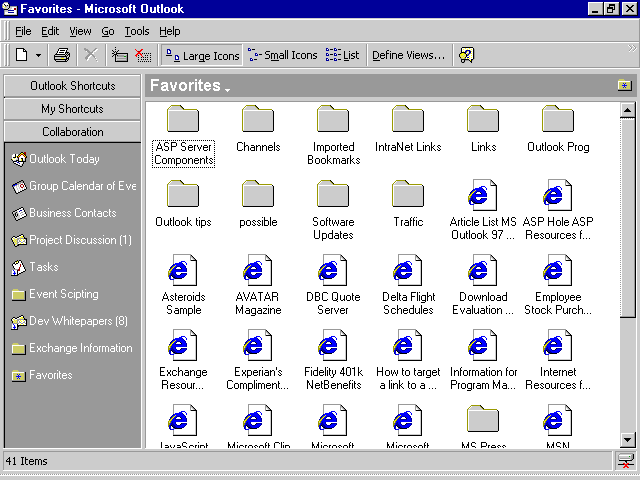 Favorites - Microsoft Outlook
File Edit View Go Tools Help
Large Icons Small Icons List Define Views...
Outlook Shortcuts
My Shortcuts
Collaboration
Outlook Today
Group Calendar of Eve
Business Contacts
Project Discussion (1)
Tasks
Event Scipting
Dev Whitepapers (8)
Exchange Information
Favorites
Favorites
ASP Server
Components
Channels
Imported
Bookmarks
IntraNet Links
Links
Outlook Prog
Outlook tips
possible
Software
Updates
Traffic
Article List MS
Outlook 97 ...
ASP Hole ASP
Resources f...
Asteroids
Sample
AVATAR
Magazine
DBC Quote
Server
Delta Flight
Schedules
Download
Evaluation ...
Employee
Stock Purch...
Exchange
Resour...
Experian's
Compliment...
Fidelity 401k
NetBenefits
How to target
a link to a ...
Information for
Program Ma...
Internet
Resources f...
JavaScript
Microsoft Clip
Microsoft
Microsoft
MS Press
MSN
41 Items